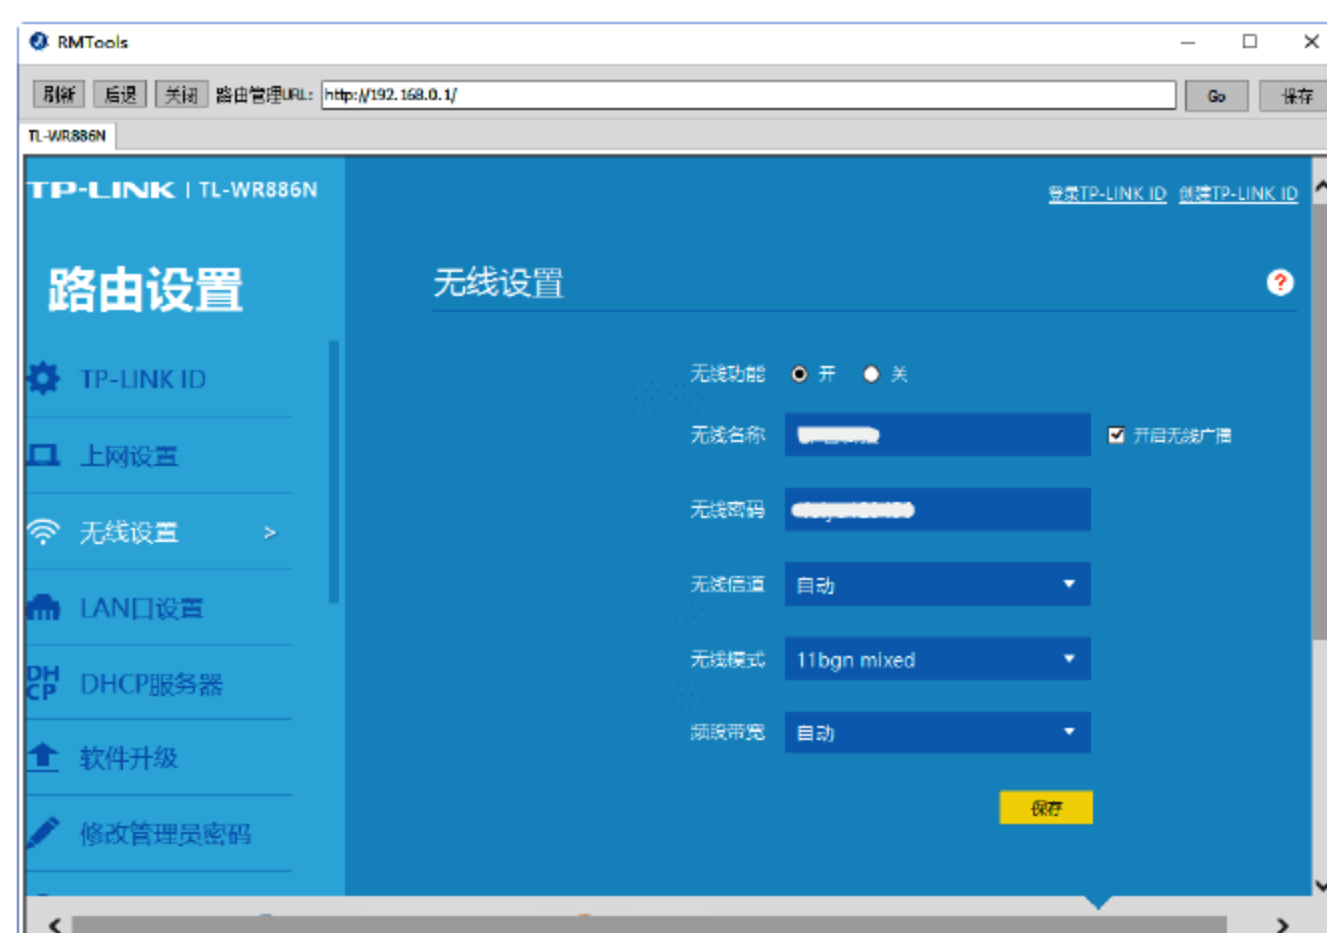 RMTools
刷新 后退 关闭 路由管理URL: http://192.168.0.1/ Go 保存
TL-WR886N
TP-LINK | TL-WR886N
登录TP-LINK ID 创建TP-LINK ID
路由设置
无线设置
TP-LINK ID
上网设置
无线设置 >
LAN口设置
DHCP服务器
软件升级
修改管理员密码
无线功能 开 关
无线名称 开启无线广播
无线密码
无线信道 自动
无线模式 11bgn mixed
频段带宽 自动
保存